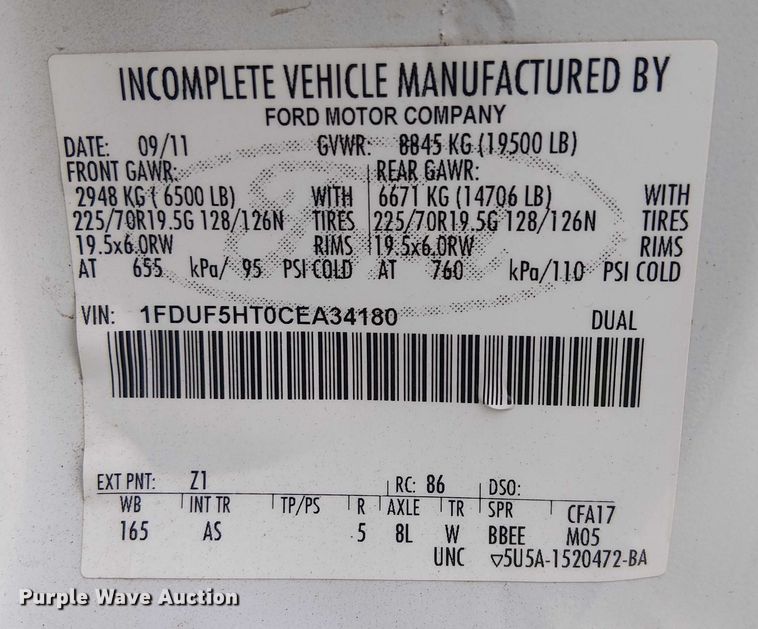 INCOMPLETE VEHICLE MANUFACTURED BY
FORD MOTOR COMPANY
DATE: 09/11 GVWR: 8845 KG (19500 LB)
FRONT GAWR: REAR GAWR:
2948 KG ( 6500 LB) WITH 6671 KG (14706 LB) WITH
225/70R19.5G 128/126N TIRES 225/70R19.5G 128/126N TIRES
19.5x6.0RW RIMS 19.5x6.0RW RIMS
AT 655 kPa/ 95 PSI COLD AT 760 kPa/110 PSI COLD
VIN: 1FDUF5HT0CEA34180 DUAL
EXT PNT: Z1 RC: 86 DSO:
WB INT TR TP/PS R AXLE TR SPR CFA17
165 AS 5 8L W BBEE M05
UNC ▽5U5A-1520472-BA
Purple Wave Auction